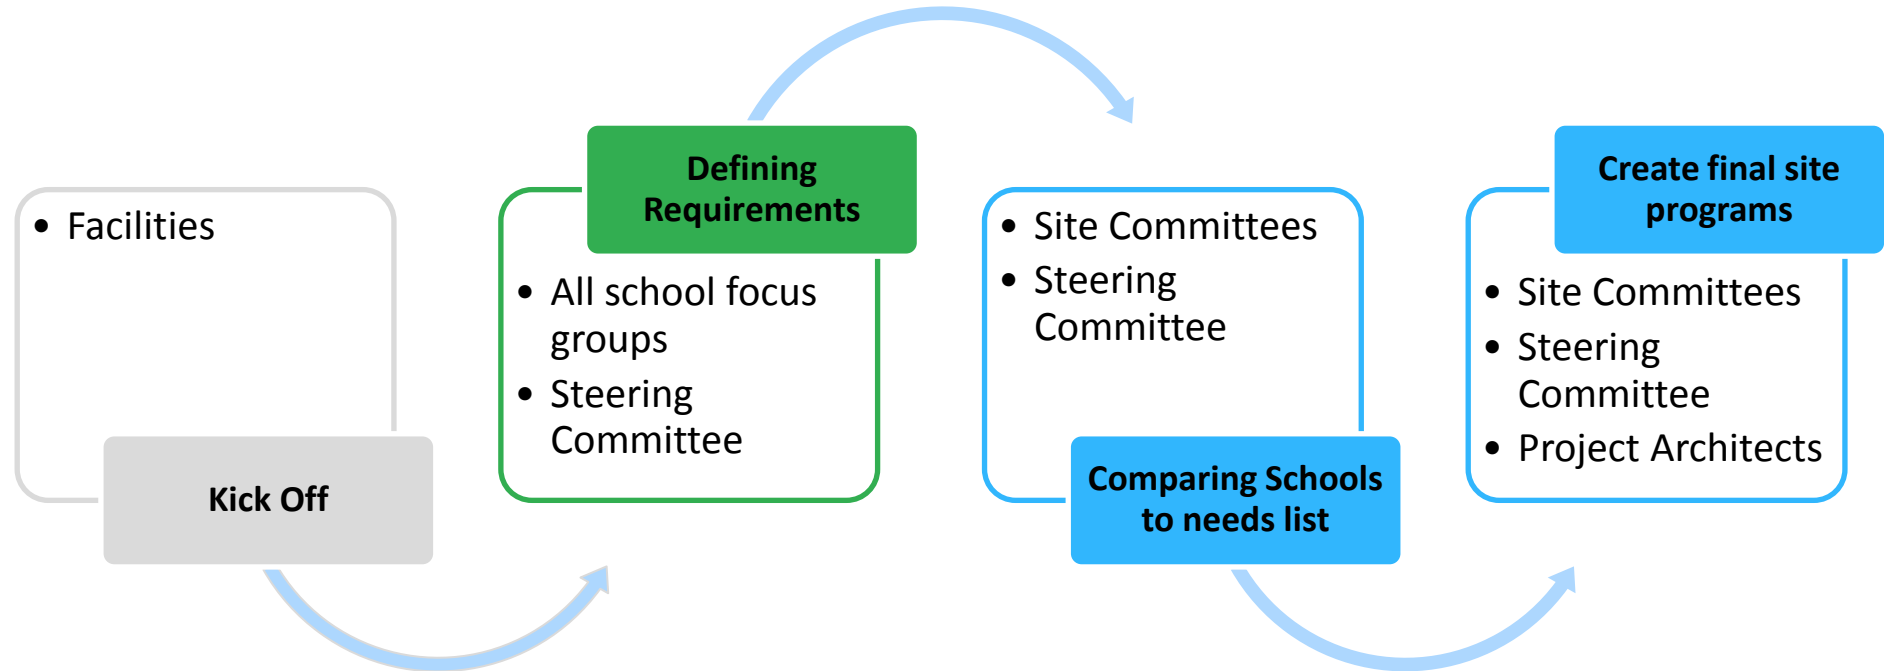 • Facilities
Kick Off
Defining
Requirements
• All school focus
groups
• Steering
Committee
• Site Committees
• Steering
Committee
Comparing Schools
to needs list
Create final site
programs
• Site Committees
• Steering
Committee
• Project Architects